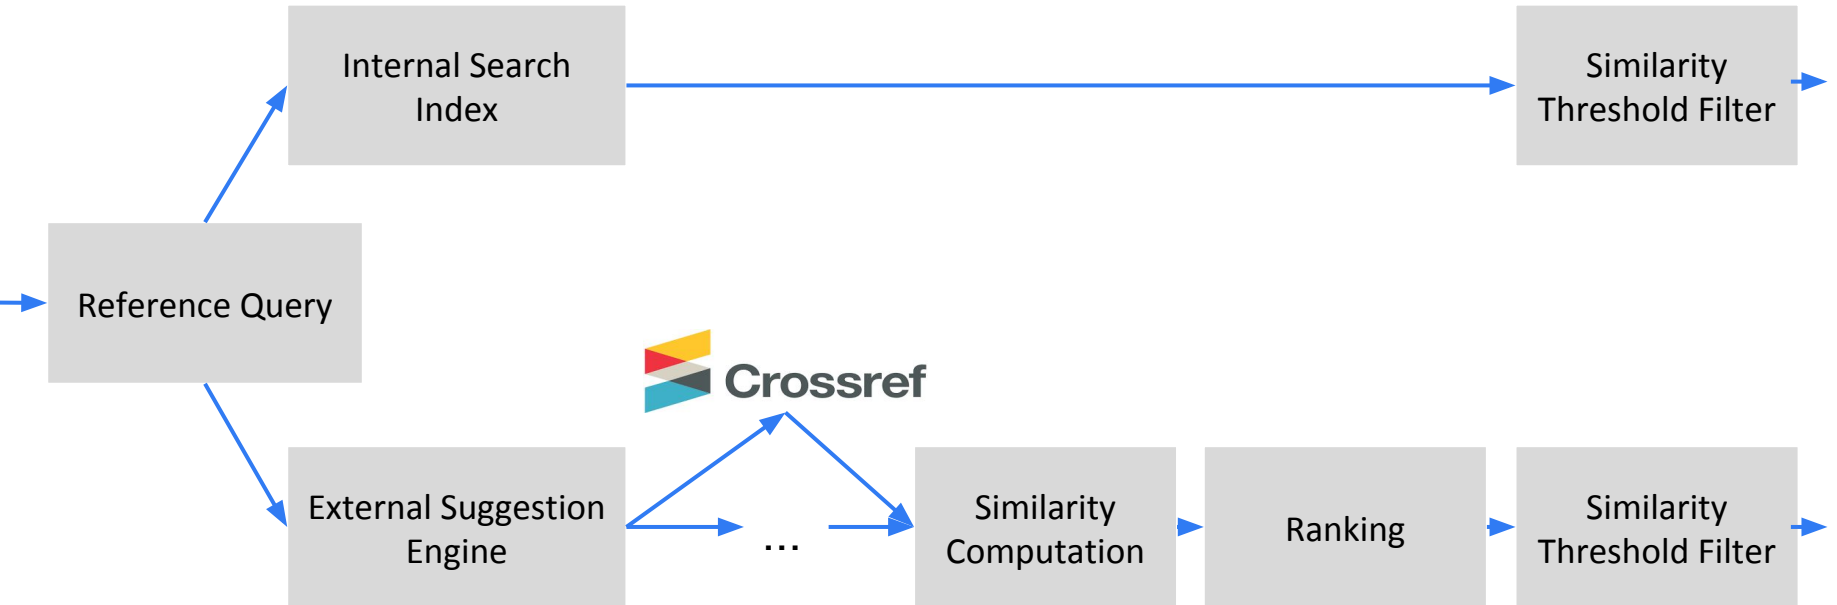 Internal Search
Index
Similarity
Threshold Filter
Reference Query
Crossref
External Suggestion
Engine
...
Similarity
Computation
Ranking
Similarity
Threshold Filter